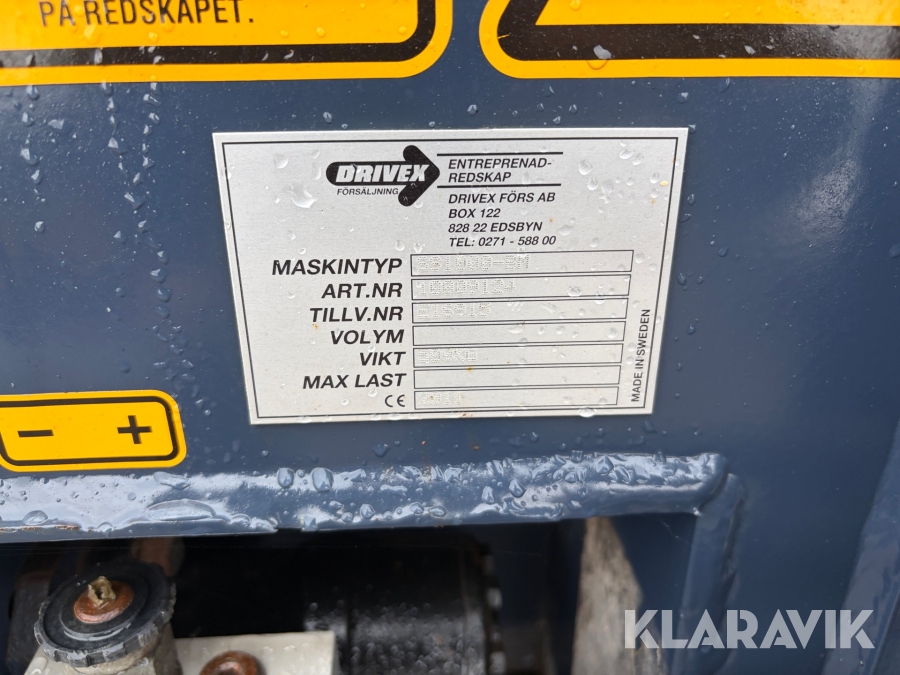 PÅ REDSKAPET.
DRIVEX
FÖRSÄLJNING
ENTREPRENAD-
REDSKAP
DRIVEX FÖRS AB
BOX 122
828 22 EDSBYN
TEL: 0271 - 588 00
MASKINTYP
ART.NR
TILLV.NR
VOLYM
VIKT
MAX LAST
CE
MADE IN SWEDEN
- +
KLARAVIK